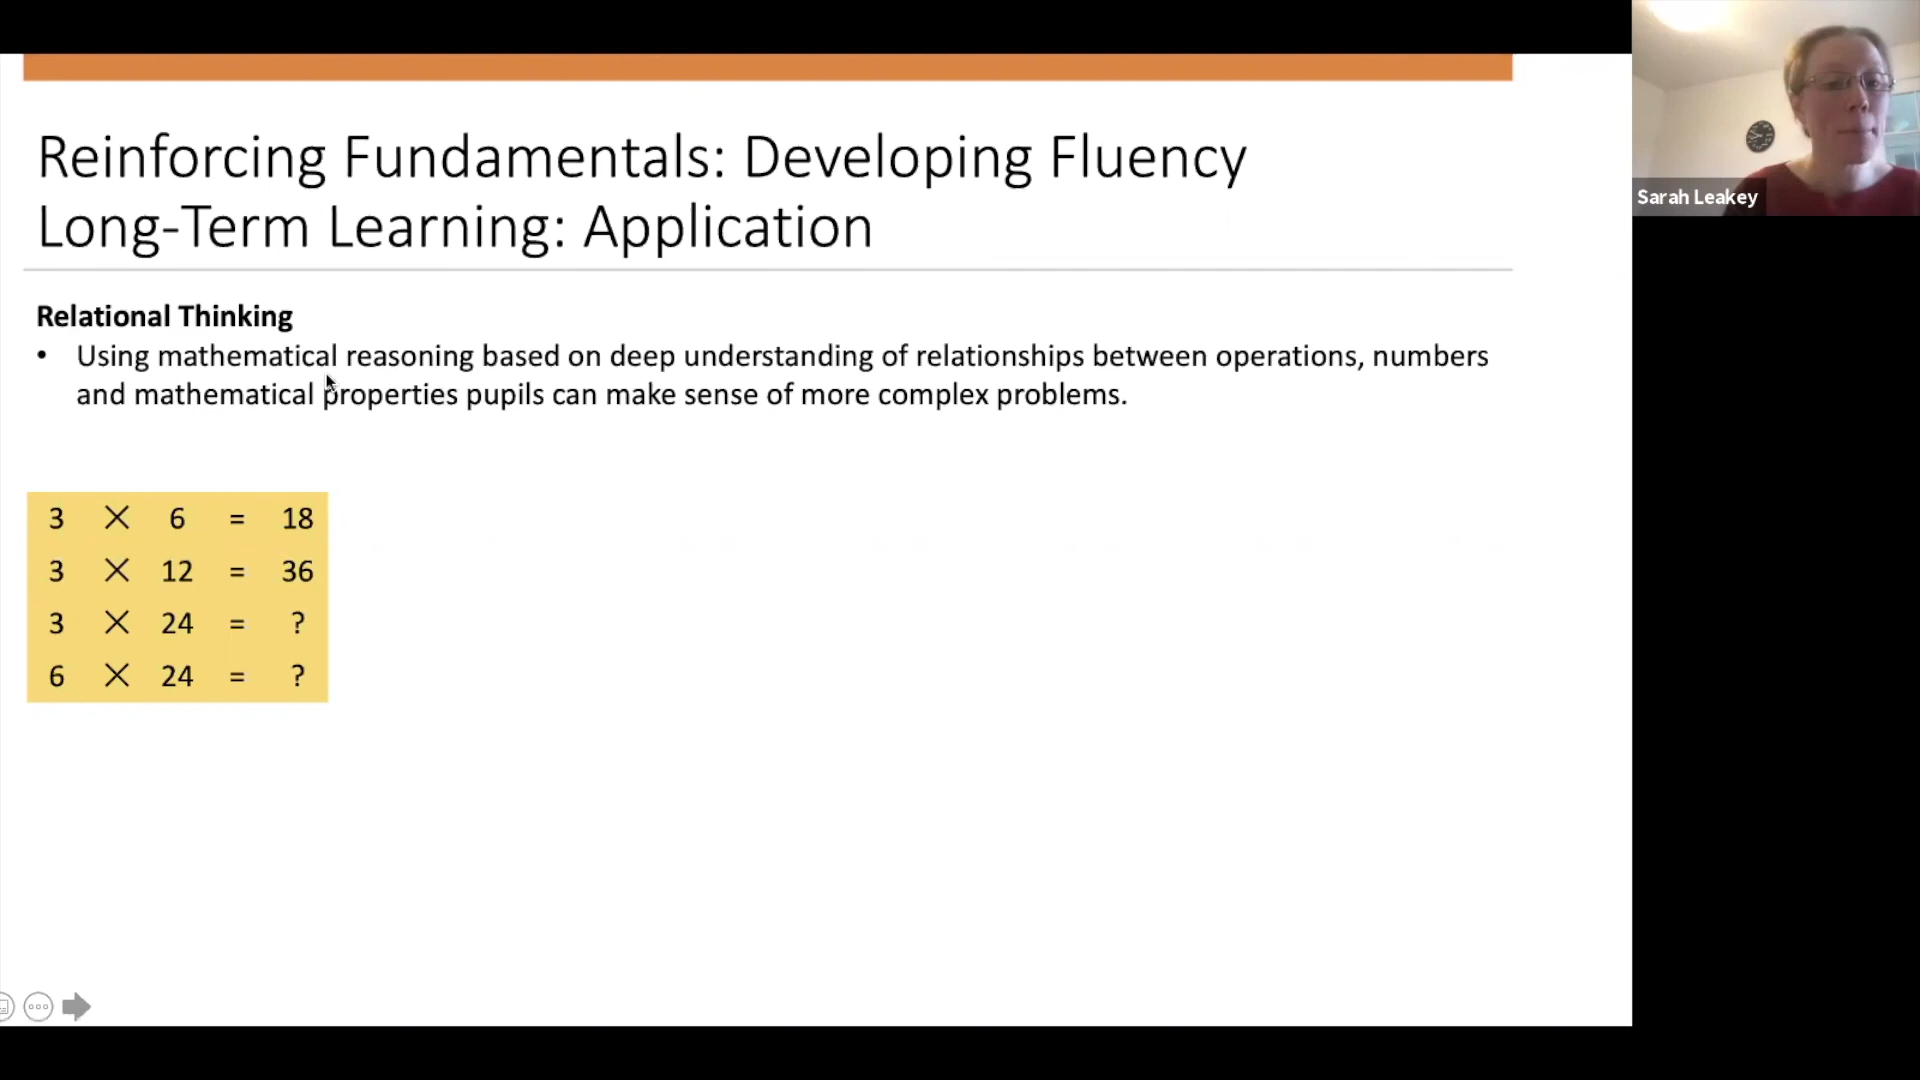 Reinforcing Fundamentals: Developing Fluency
Long-Term Learning: Application
Sarah Leakey
Relational Thinking
• Using mathematical reasoning based on deep understanding of relationships between operations, numbers
and mathematical properties pupils can make sense of more complex problems.
3 × 6 = 18
3 × 12 = 36
3 × 24 = ?
6 × 24 = ?